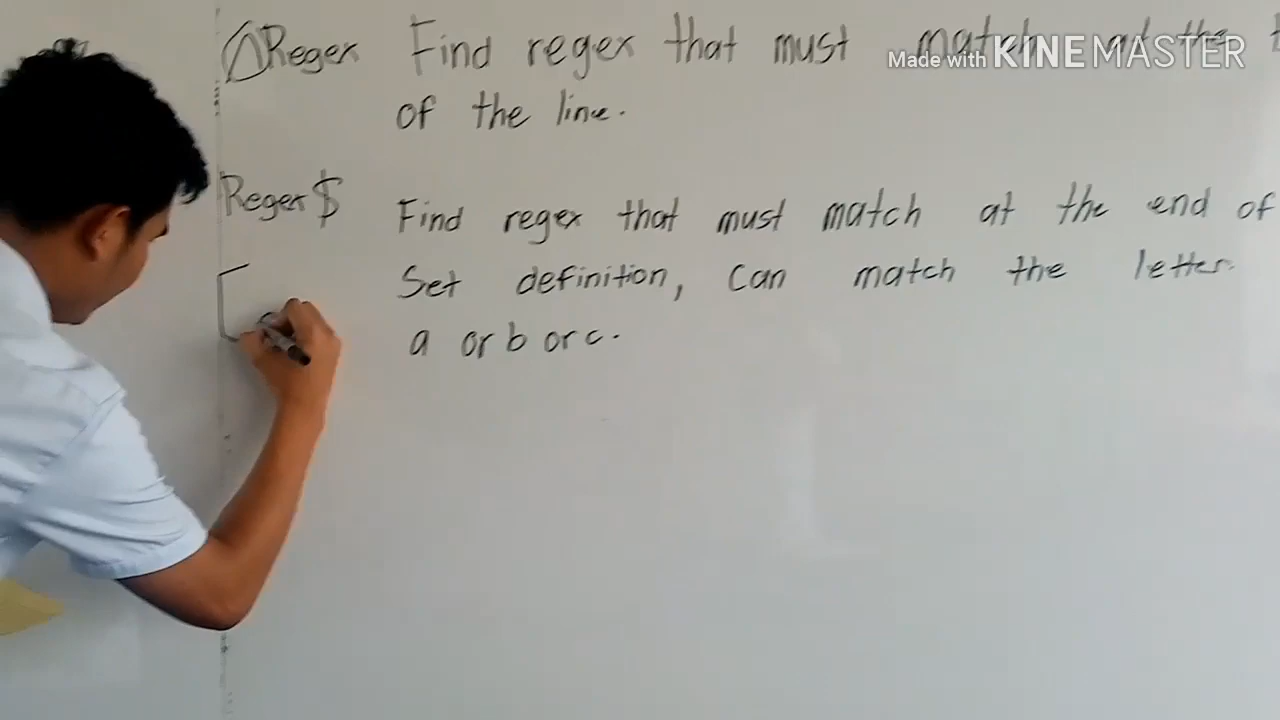 ^Regex Find regex that must match at the
of the line.
Regex$ Find regex that must match at the end of
[ Set definition, can match the letter
a or b or c.
Made with KINEMASTER